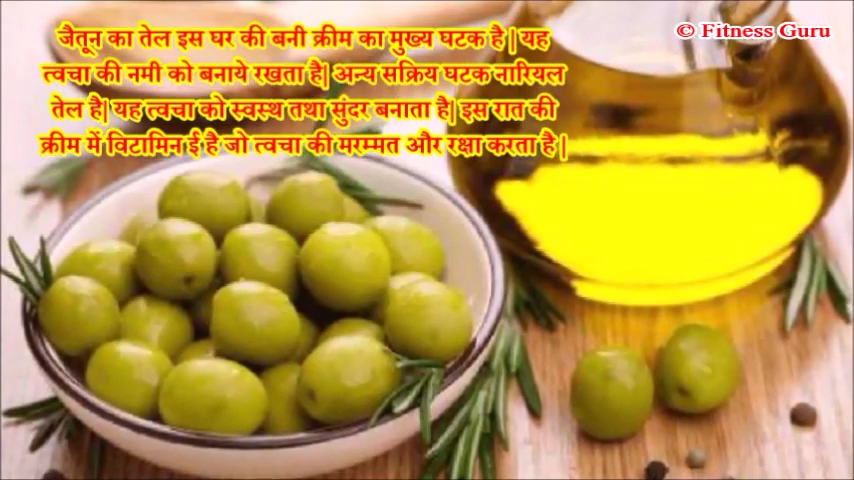 © Fitness Guru
जैतून का तेल इस घर की बनी क्रीम का मुख्य घटक है | यह
त्वचा की नमी को बनाये रखता है| अन्य सक्रिय घटक नारियल
तेल है| यह त्वचा को स्वस्थ तथा सुंदर बनाता है| इस रात की
क्रीम में विटामिन ई है जो त्वचा की मरम्मत और रक्षा करता है |